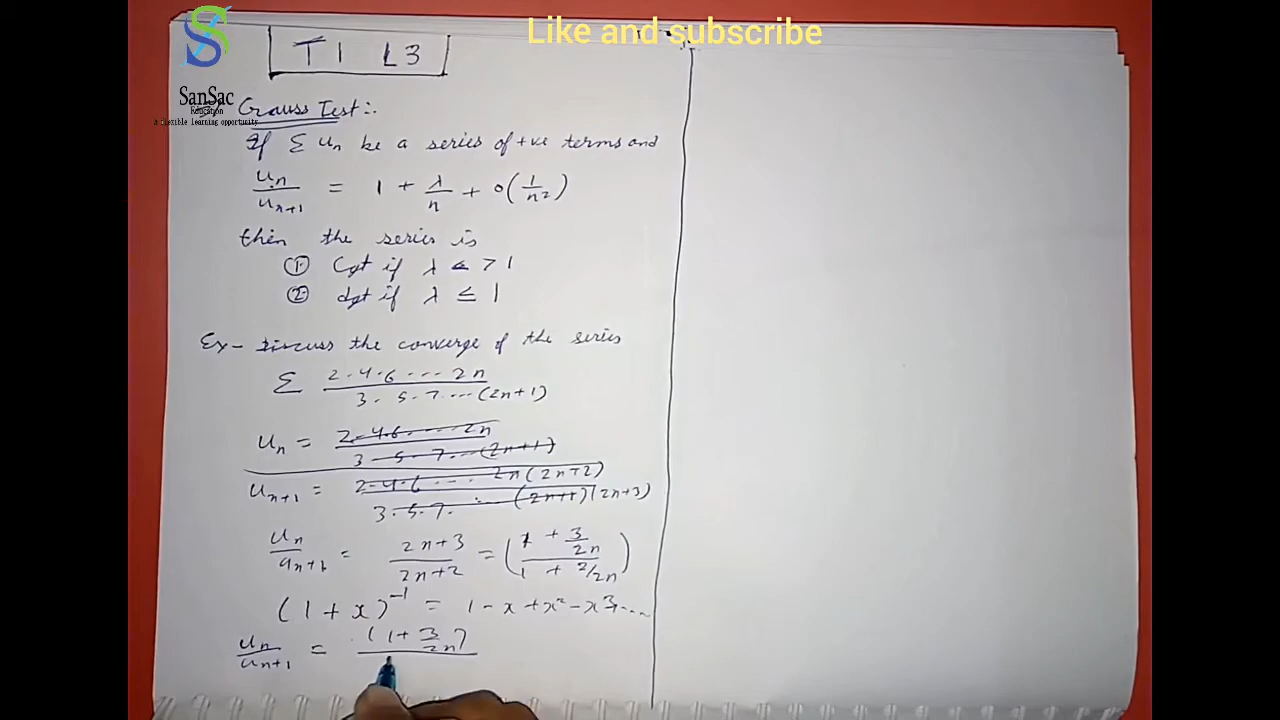 Like and subscribe
T1 L3
SanSac
Education
A flexible learning opportunity
Gauss Test :-
If Σ un be a series of +ve terms and
un/un+1 = 1 + λ/n + o(1/n²)
then the series is
① Cgt if λ > 1
② dgt if λ ≤ 1
Ex- Discuss the converge of the series
Σ 2·4·6····2n / 3·5·7···(2n+1)
un = 2·4·6·····2n / 3·5·7···(2n+1)
un+1 = 2·4·6····2n(2n+2) / 3·5·7·...(2n+1)(2n+3)
un/un+1 = 2n+3/2n+2 = (1 + 3/2n / 1 + 2/2n)
(1+x)⁻¹ = 1 - x + x² - x³+....
un/un+1 = (1 + 3/2n)